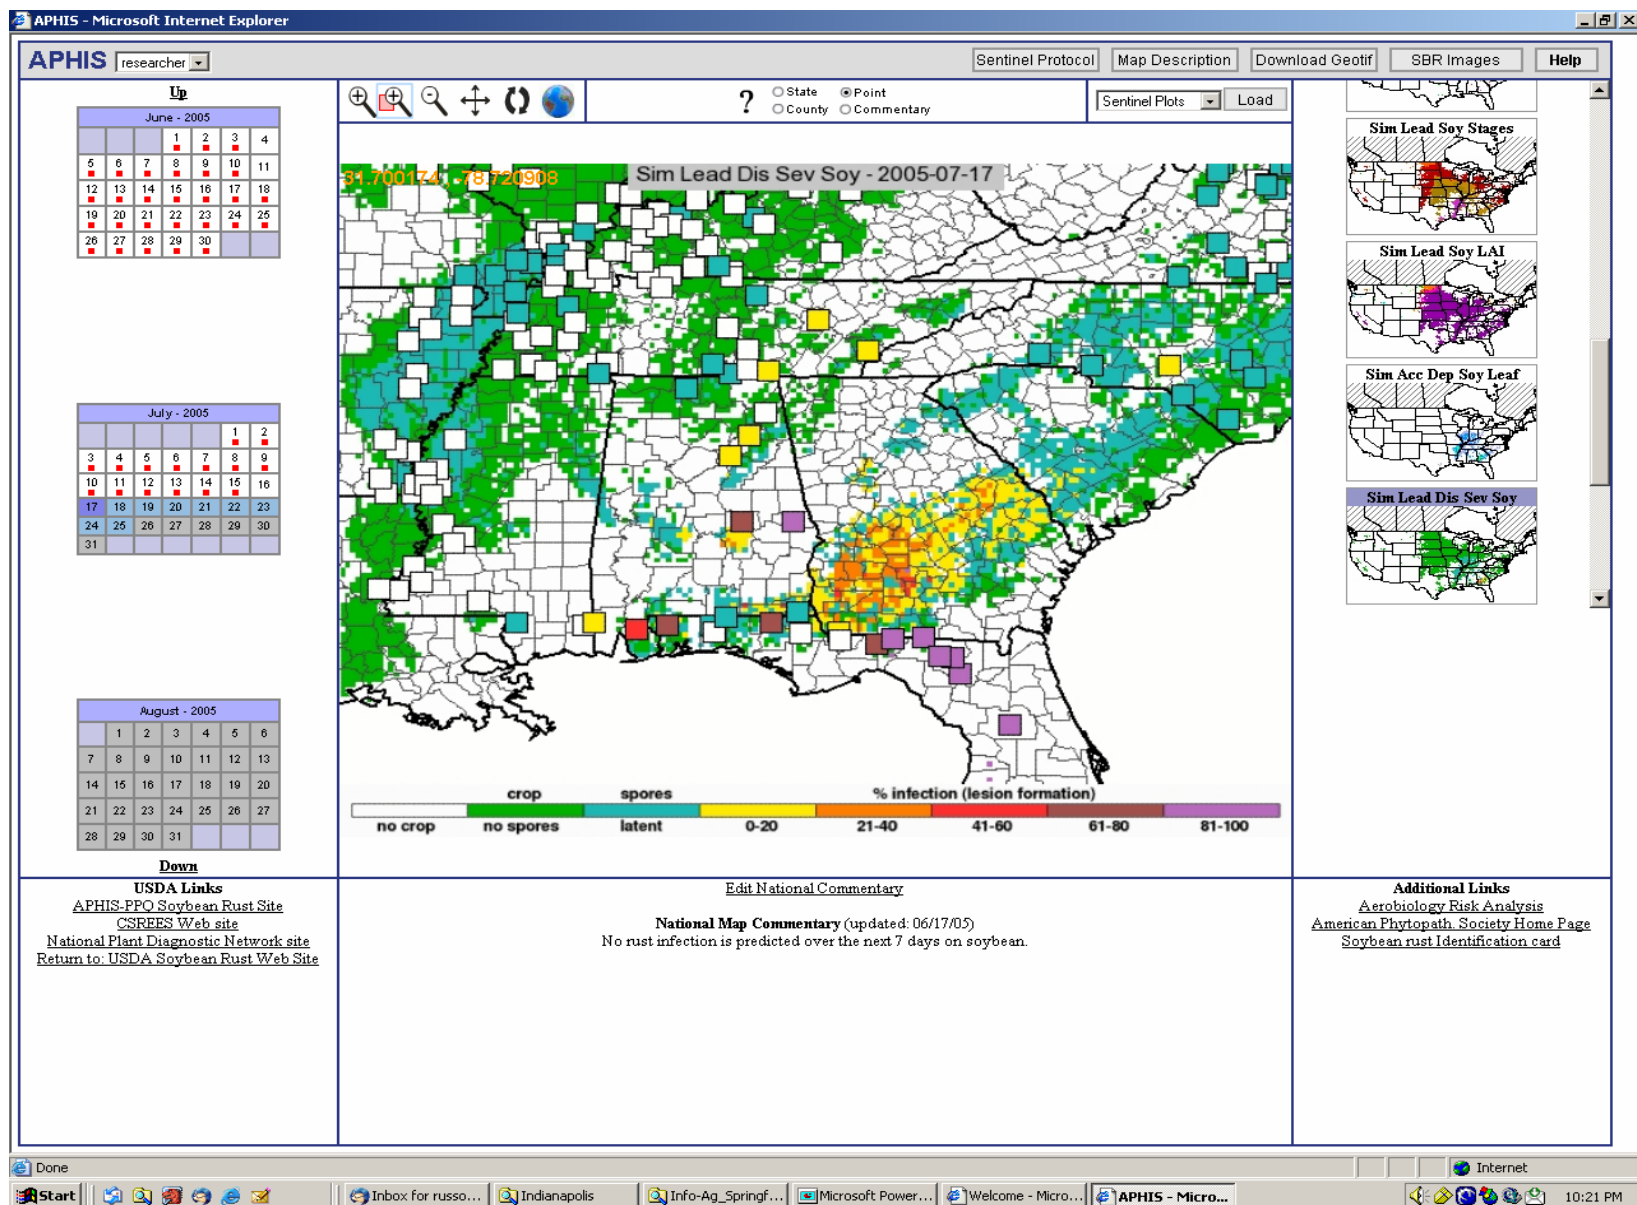 APHIS - Microsoft Internet Explorer
APHIS researcher
Sentinel Protocol Map Description Download Geotif SBR Images Help
Up
June - 2005
1 2 3 4
5 6 7 8 9 10 11
12 13 14 15 16 17 18
19 20 21 22 23 24 25
26 27 28 29 30
July - 2005
1 2
3 4 5 6 7 8 9
10 11 12 13 14 15 16
17 18 19 20 21 22 23
24 25 26 27 28 29 30
31
August - 2005
1 2 3 4 5 6
7 8 9 10 11 12 13
14 15 16 17 18 19 20
21 22 23 24 25 26 27
28 29 30 31
Down
? State Point
County Commentary
Sentinel Plots Load
31.700174 , -78.720908
Sim Lead Dis Sev Soy - 2005-07-17
crop spores % infection (lesion formation)
no crop no spores latent 0-20 21-40 41-60 61-80 81-100
Sim Lead Soy Stages
Sim Lead Soy LAI
Sim Acc Dep Soy Leaf
Sim Lead Dis Sev Soy
USDA Links
APHIS-PPQ Soybean Rust Site
CSREES Web site
National Plant Diagnostic Network site
Return to: USDA Soybean Rust Web Site
Edit National Commentary
National Map Commentary (updated: 06/17/05)
No rust infection is predicted over the next 7 days on soybean.
Additional Links
Aerobiology Risk Analysis
American Phytopath. Society Home Page
Soybean rust Identification card
Done
Internet
Start
Inbox for russo...
Indianapolis
Info-Ag_Springf...
Microsoft Power...
Welcome - Micro...
APHIS - Micro...
10:21 PM